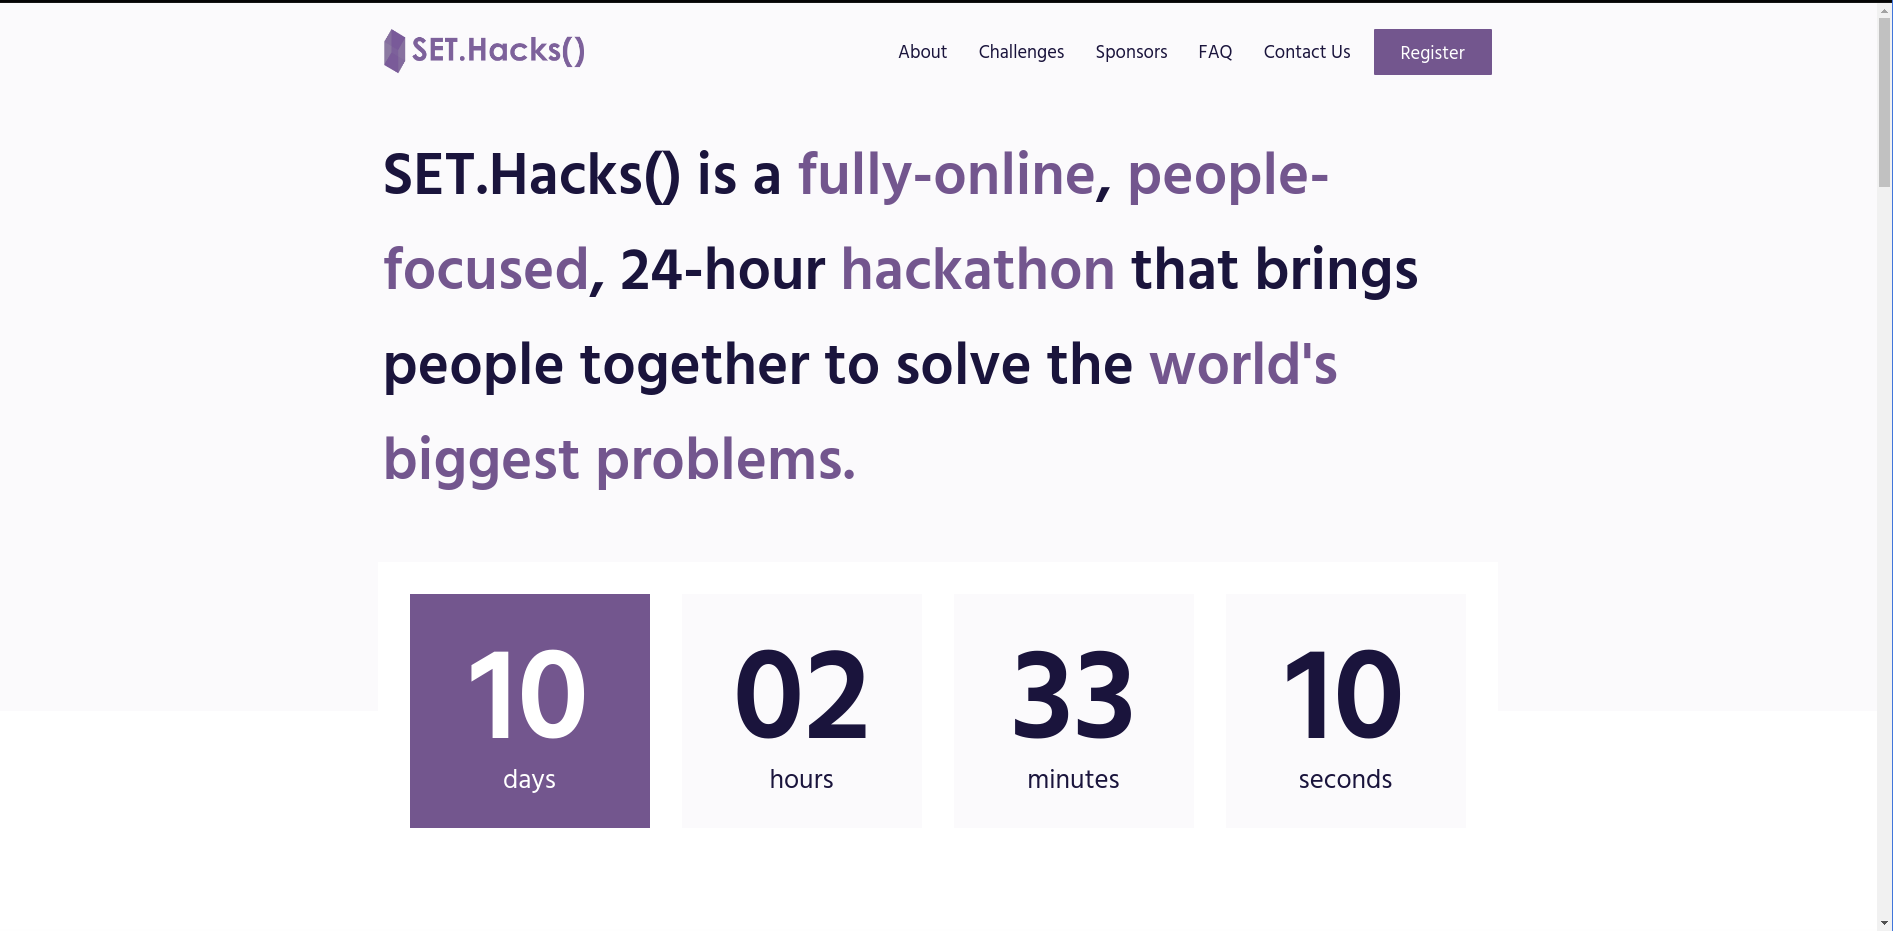 SET.Hacks()
About Challenges Sponsors FAQ Contact Us Register
SET.Hacks() is a fully-online, people-
focused, 24-hour hackathon that brings
people together to solve the world's
biggest problems.
10 02 33 10
days hours minutes seconds